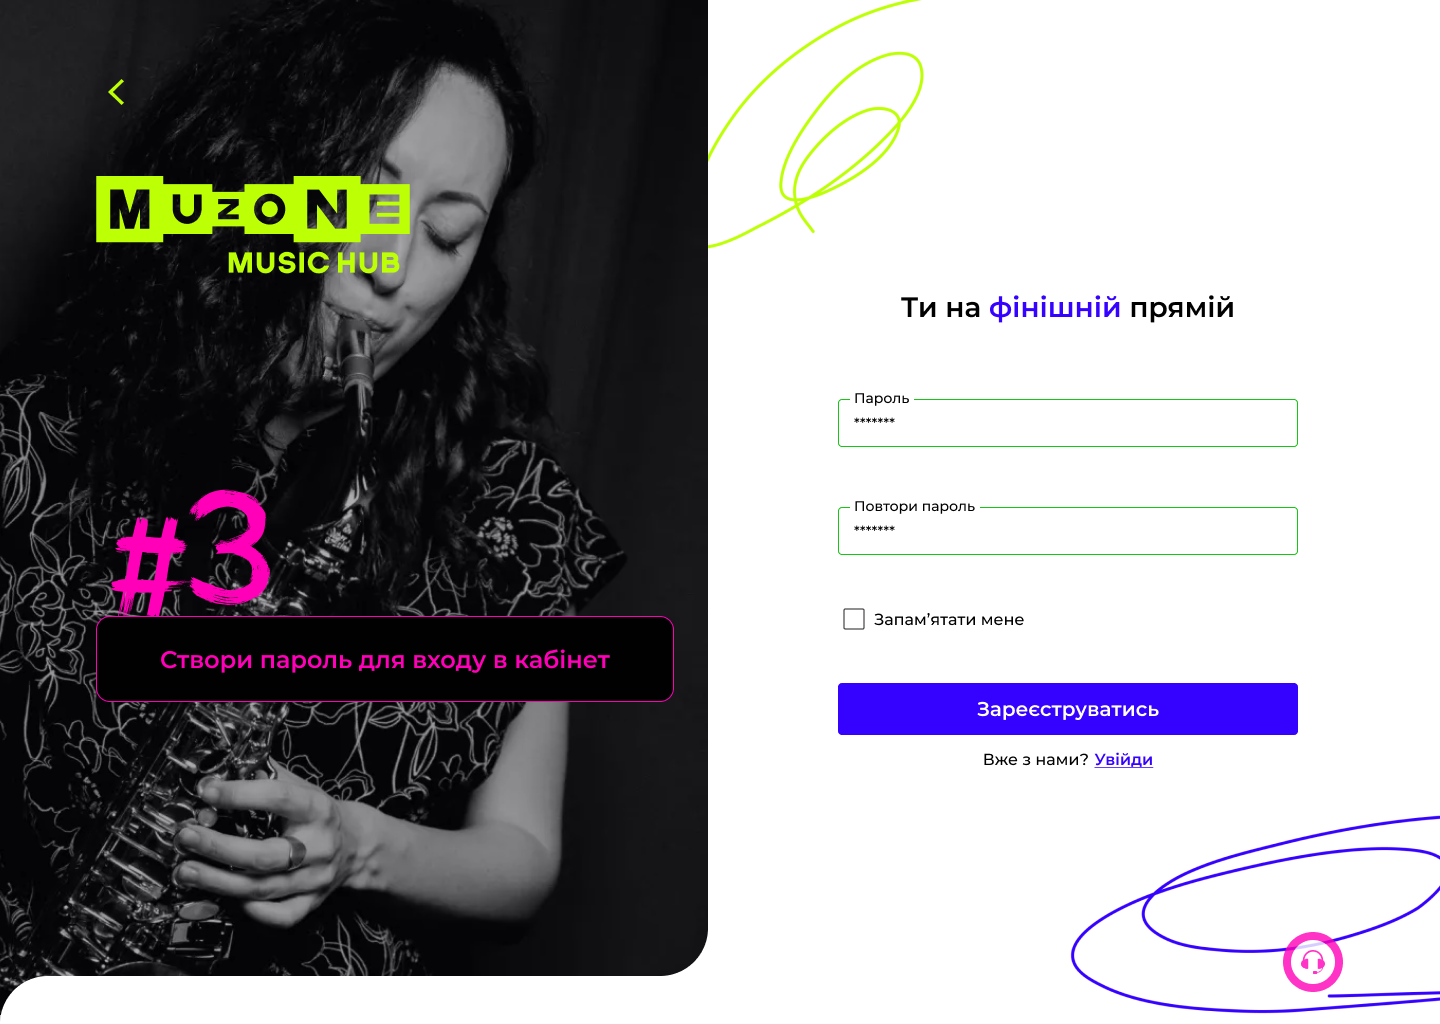 MUZONE
MUSIC HUB
#3
Створи пароль для входу в кабінет
Ти на фінішній прямій
Пароль
*******
Повтори пароль
*******
Запам’ятати мене
Зареєструватись
Вже з нами? Увійди